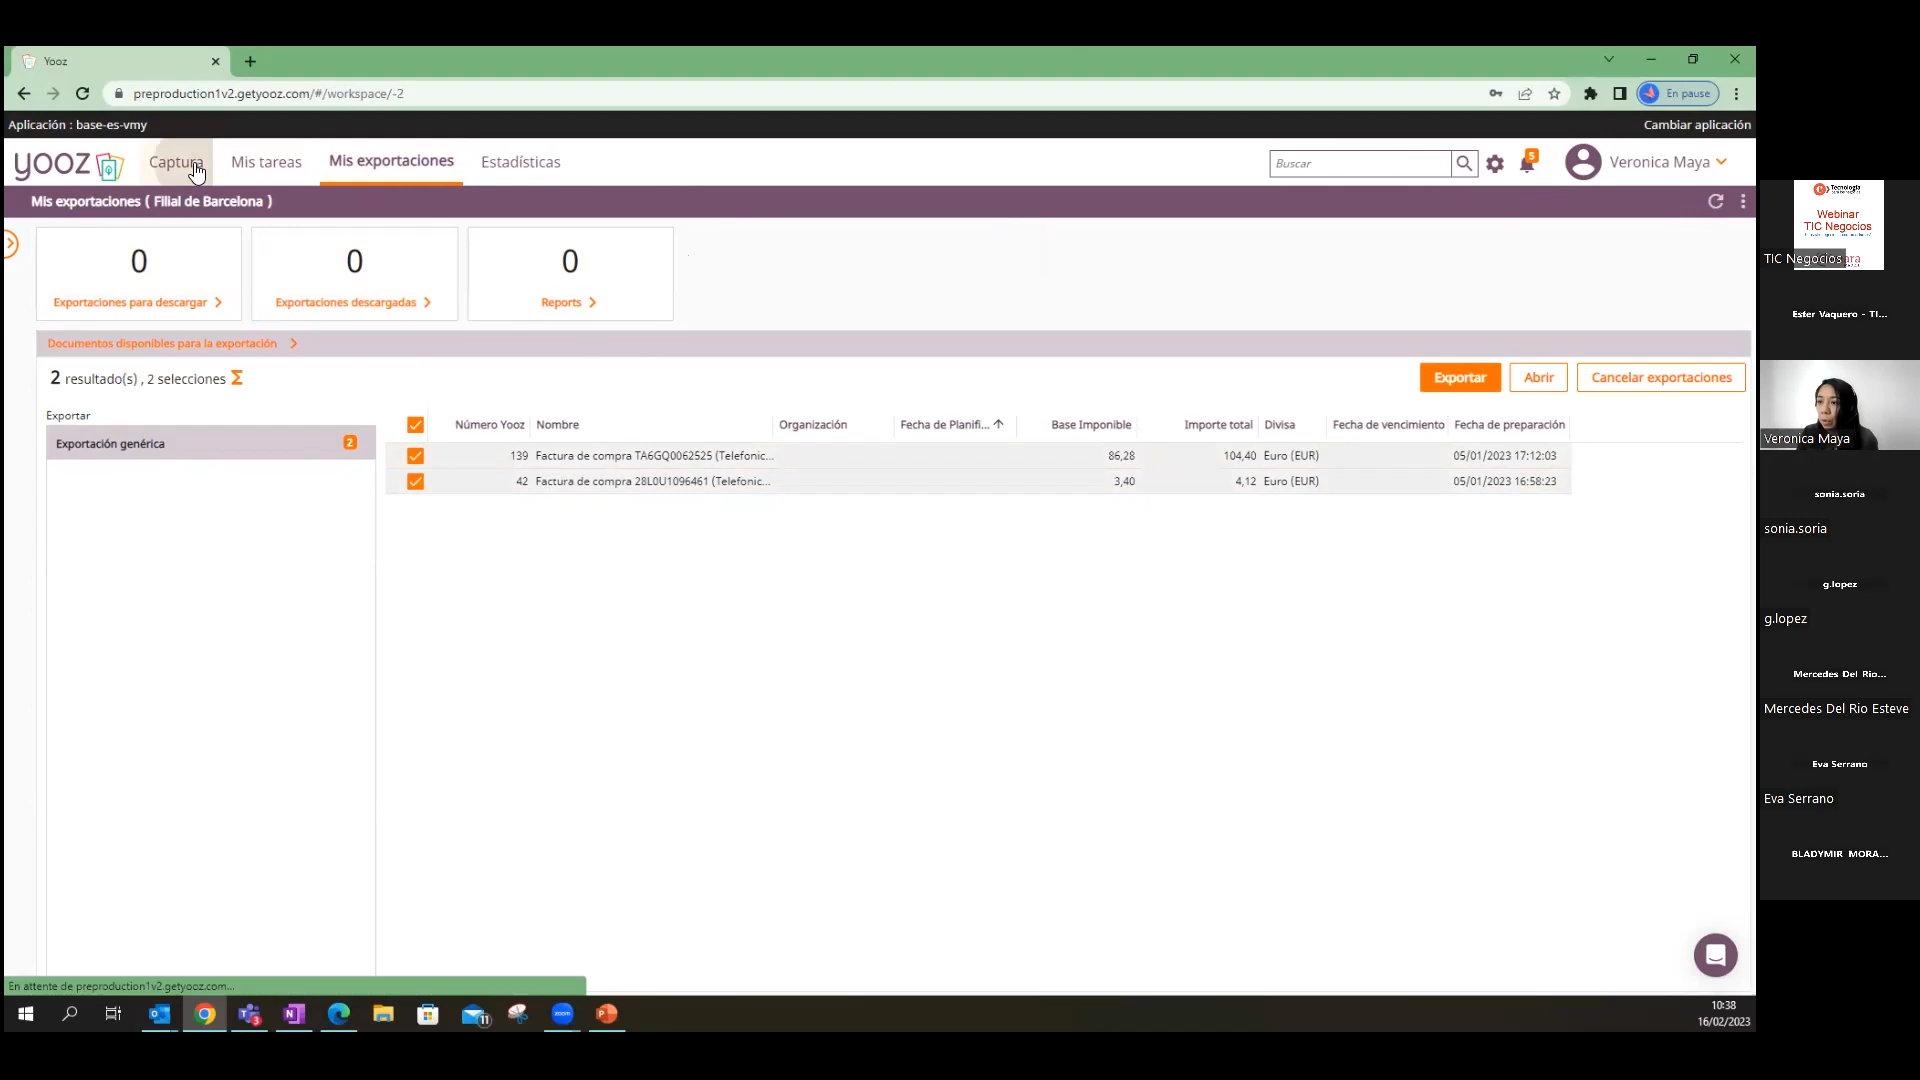 Yooz
preproduction1v2.getyooz.com/#/workspace/-2
En pause
Aplicación : base-es-vmy
Cambiar aplicación
yooz
Captura
Mis tareas
Mis exportaciones
Estadísticas
Buscar
5
Veronica Maya
Mis exportaciones ( Filial de Barcelona )
0
0
0
Exportaciones para descargar
Exportaciones descargadas
Reports
Documentos disponibles para la exportación
2 resultado(s) , 2 selecciones Σ
Exportar
Abrir
Cancelar exportaciones
Exportar
Exportación genérica 2
Número Yooz Nombre Organización Fecha de Planifi... Base Imponible Importe total Divisa Fecha de vencimiento Fecha de preparación
139 Factura de compra TA6GQ0062525 (Telefonic... 86,28 104,40 Euro (EUR) 05/01/2023 17:12:03
42 Factura de compra 28L0U1096461 (Telefonic... 3,40 4,12 Euro (EUR) 05/01/2023 16:58:23
En attente de preproduction1v2.getyooz.com...
3
zoom
11
10:38
16/02/2023
Tecnología
Webinar
TIC Negocios
TIC Negocios
Ester Vaquero - TI...
Veronica Maya
sonia.soria
sonia.soria
g.lopez
g.lopez
Mercedes Del Rio...
Mercedes Del Rio Esteve
Eva Serrano
Eva Serrano
BLADYMIR MORA...